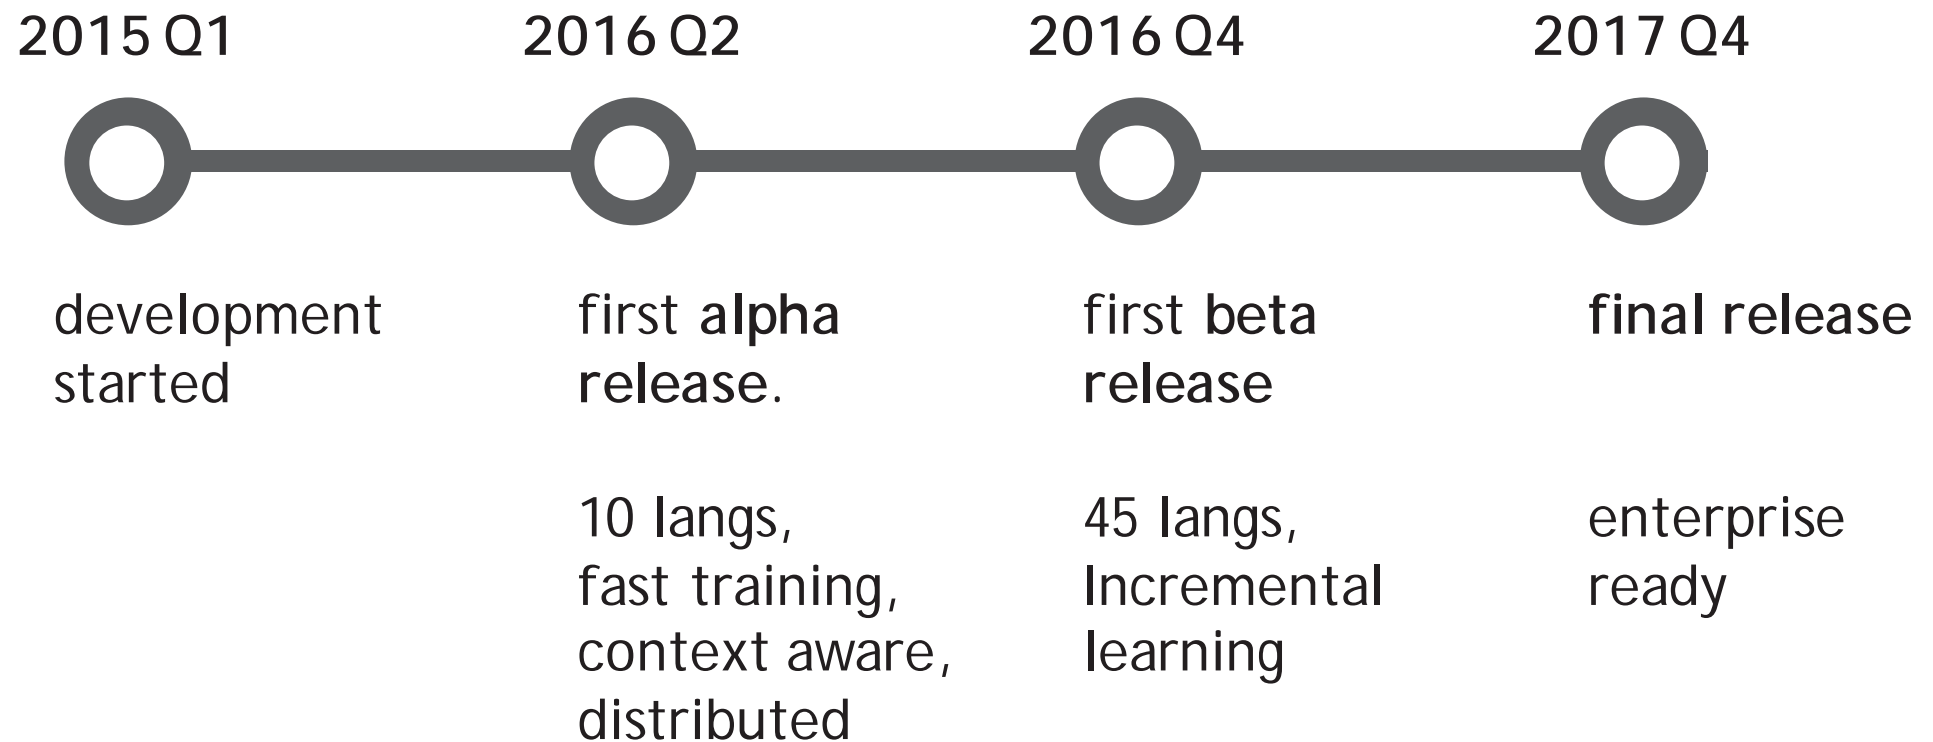 2015 Q1
2016 Q2
2016 Q4
2017 Q4
development
started
first alpha
release.
10 langs,
fast training,
context aware,
distributed
first beta
release
45 langs,
Incremental
learning
final release
enterprise
ready